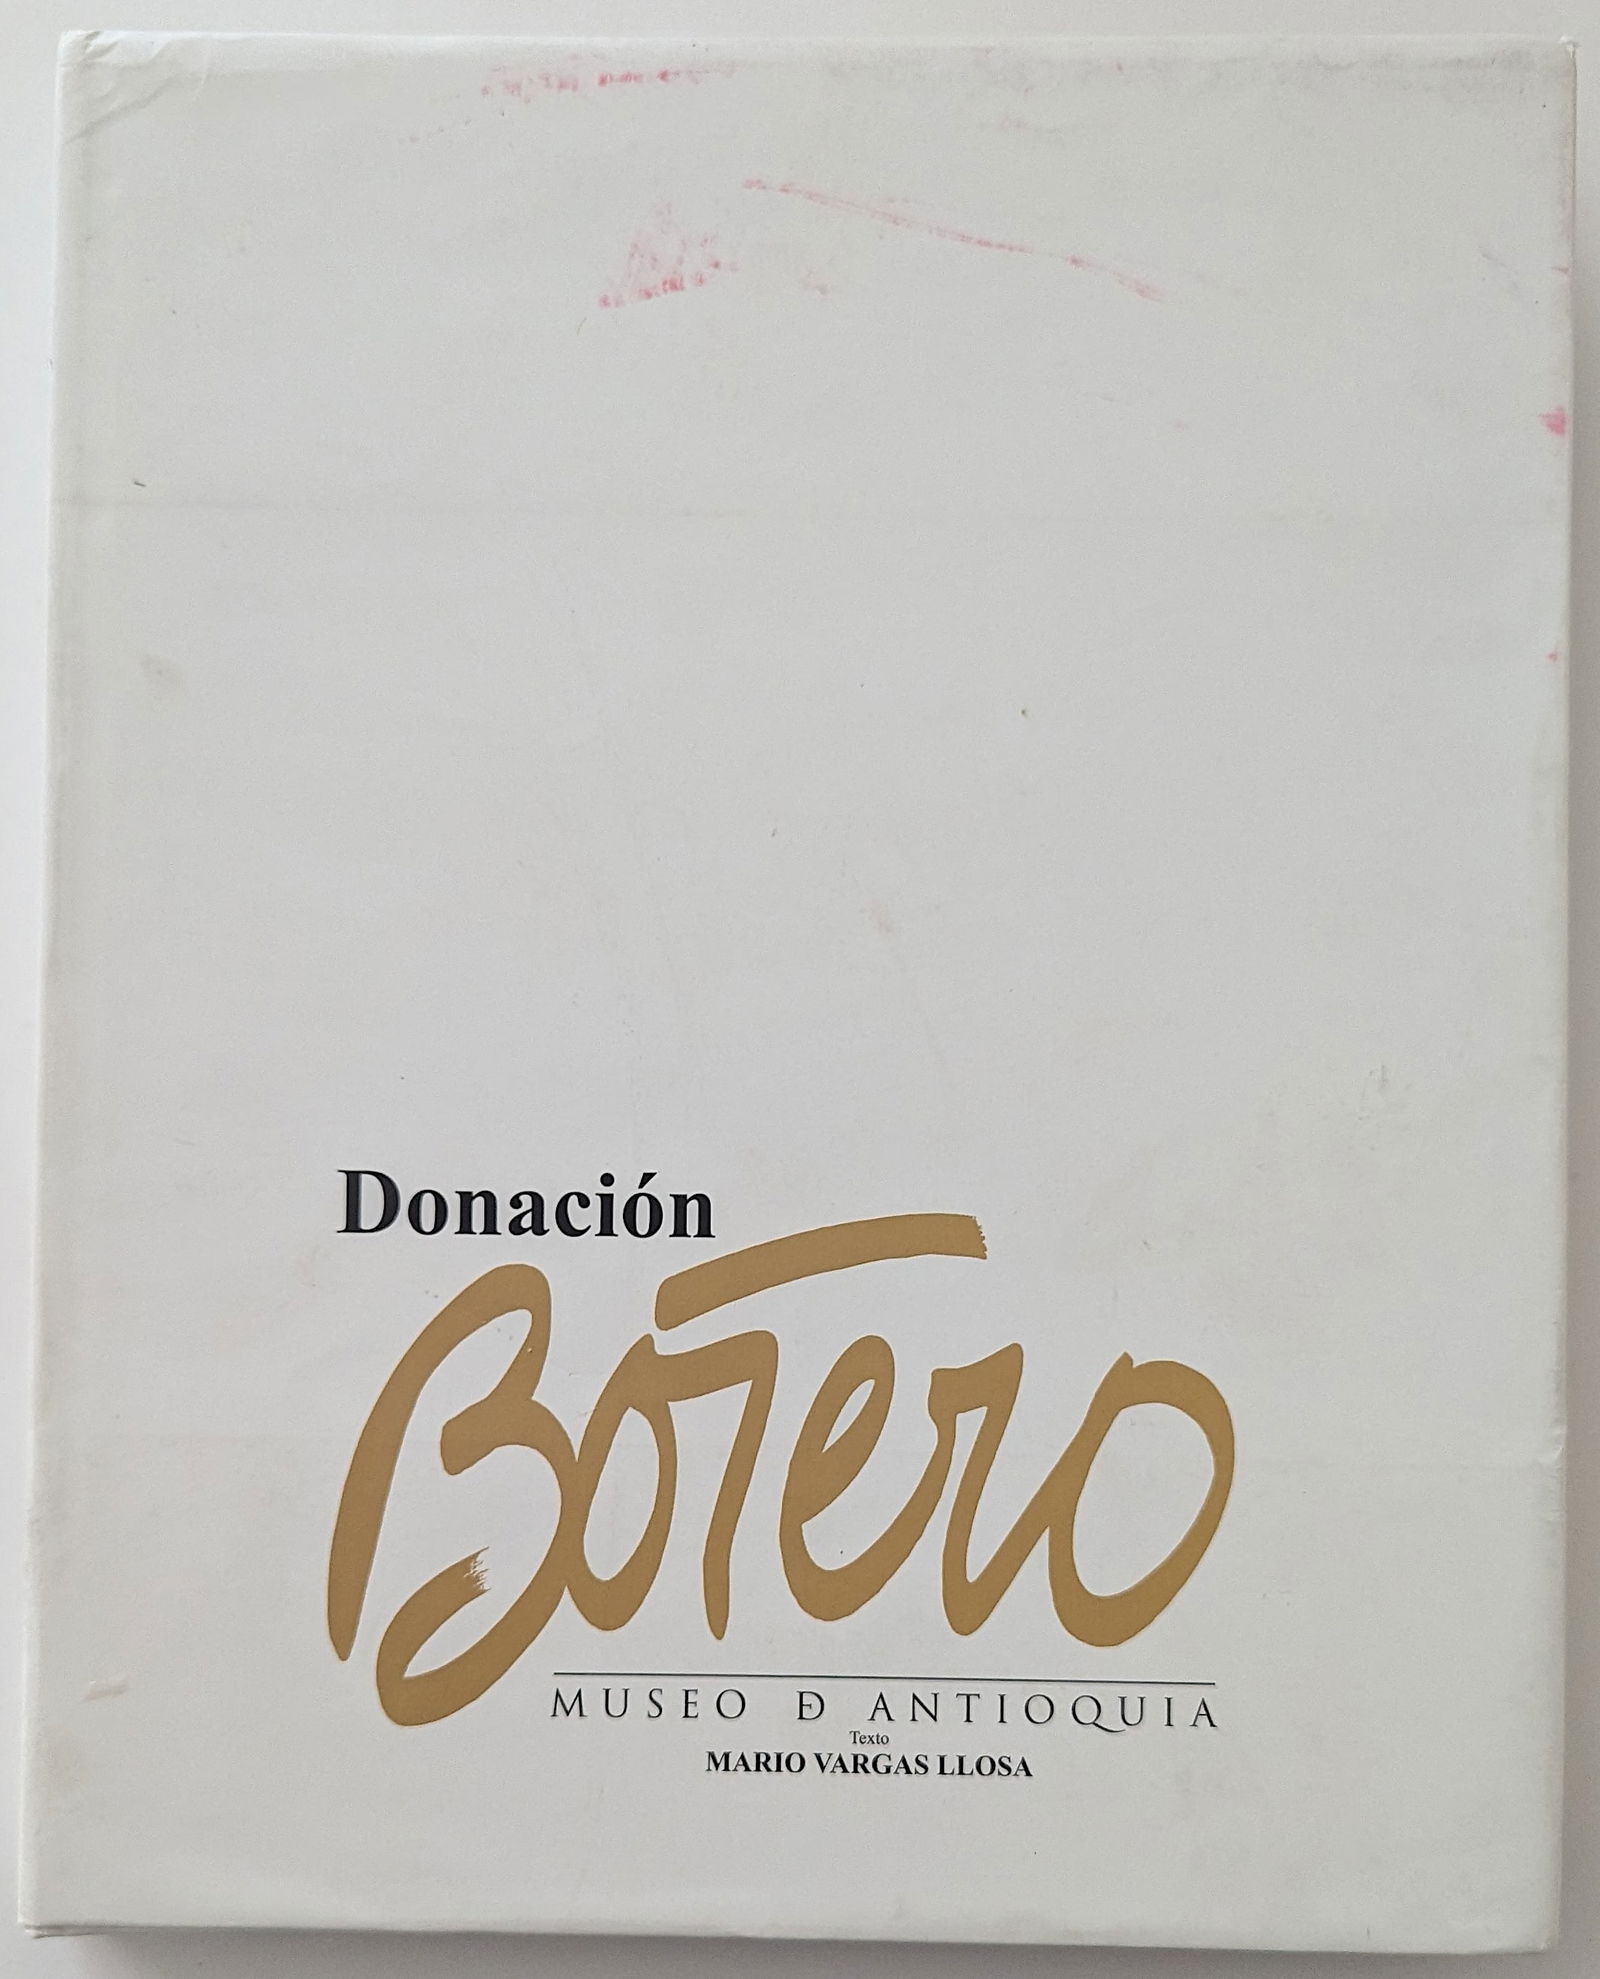 Donación
Botero
MUSEO Đ ANTIOQUIA
Texto
MARIO VARGAS LLOSA